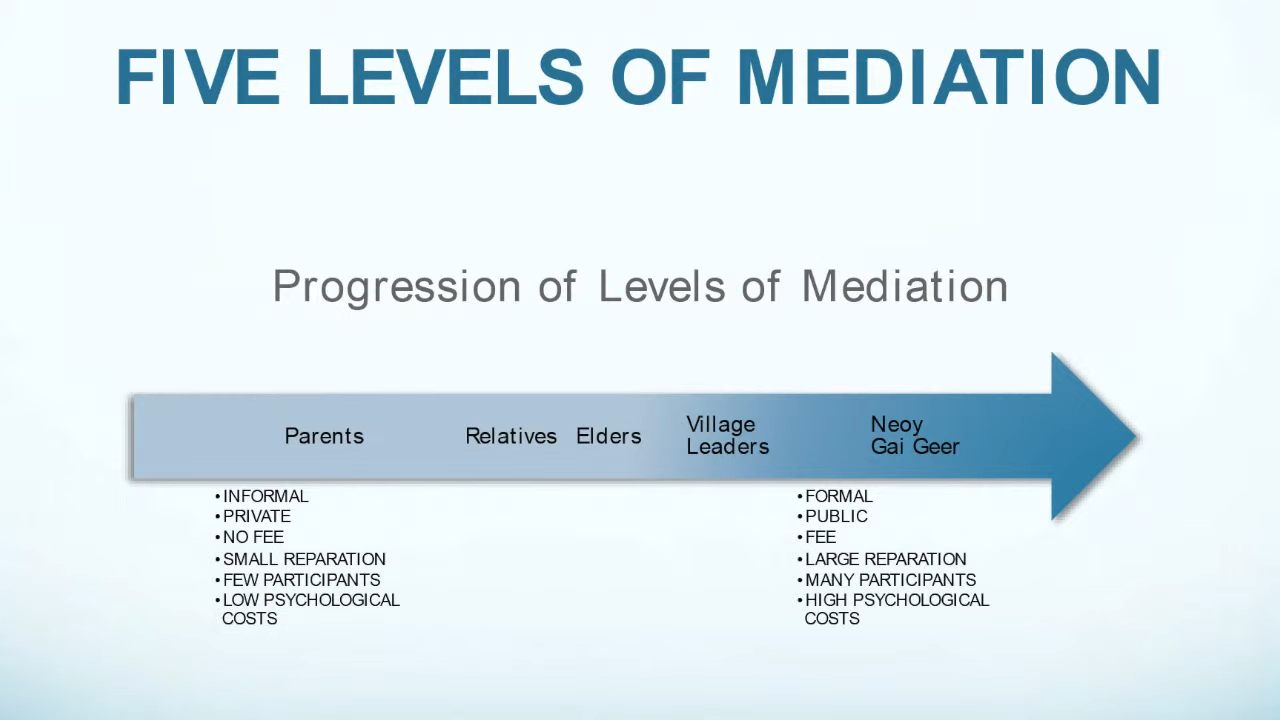 FIVE LEVELS OF MEDIATION
Progression of Levels of Mediation
Parents
Relatives
Elders
Village
Leaders
Neoy
Gai Geer
• INFORMAL
• PRIVATE
• NO FEE
• SMALL REPARATION
• FEW PARTICIPANTS
• LOW PSYCHOLOGICAL
COSTS
• FORMAL
• PUBLIC
• FEE
• LARGE REPARATION
• MANY PARTICIPANTS
• HIGH PSYCHOLOGICAL
COSTS